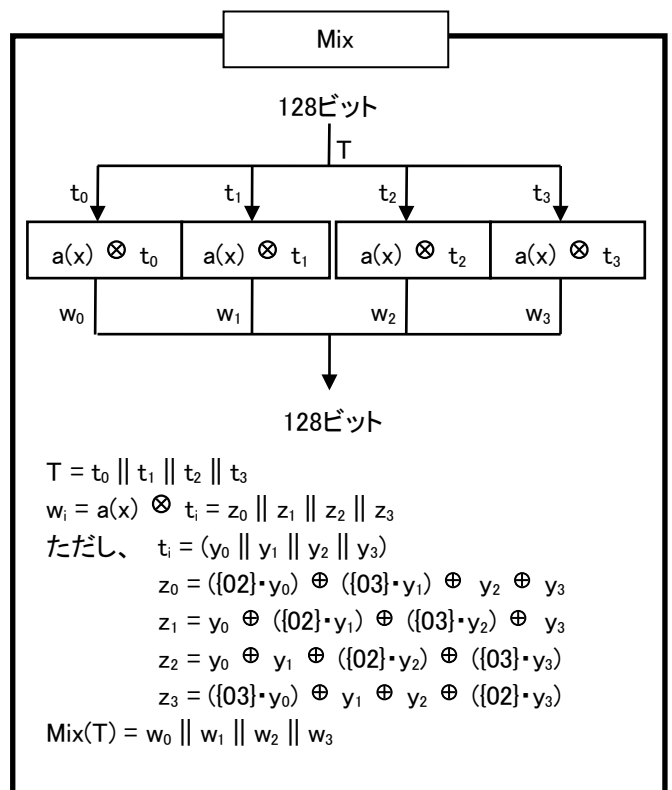 Mix
128ビット
T
t₀ t₁ t₂ t₃
a(x) ⊗ t₀ a(x) ⊗ t₁ a(x) ⊗ t₂ a(x) ⊗ t₃
w₀ w₁ w₂ w₃
128ビット
T = t₀ || t₁ || t₂ || t₃
wᵢ = a(x) ⊗ tᵢ = z₀ || z₁ || z₂ || z₃
ただし、 tᵢ = (y₀ || y₁ || y₂ || y₃)
z₀ = ({02}・y₀) ⊕ ({03}・y₁) ⊕ y₂ ⊕ y₃
z₁ = y₀ ⊕ ({02}・y₁) ⊕ ({03}・y₂) ⊕ y₃
z₂ = y₀ ⊕ y₁ ⊕ ({02}・y₂) ⊕ ({03}・y₃)
z₃ = ({03}・y₀) ⊕ y₁ ⊕ y₂ ⊕ ({02}・y₃)
Mix(T) = w₀ || w₁ || w₂ || w₃